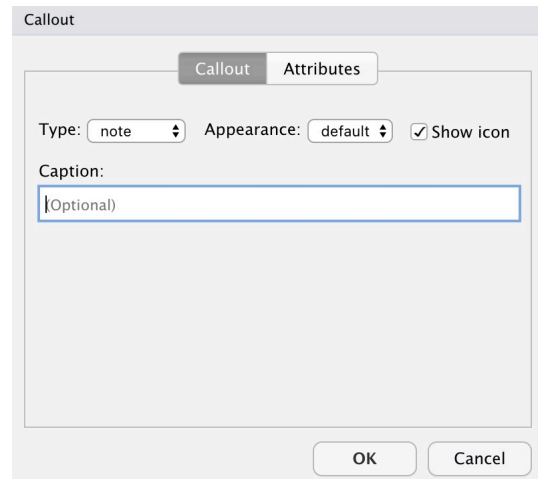 Callout
Callout Attributes
Type: note Appearance: default Show icon
Caption:
(Optional)
OK Cancel